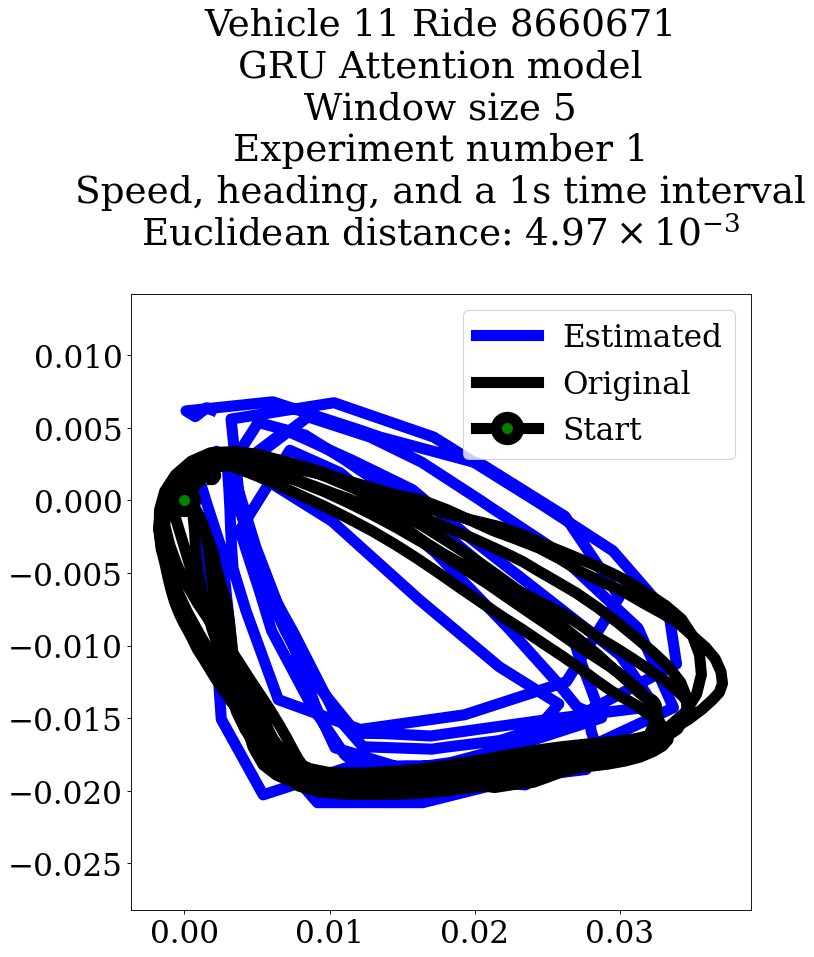 Vehicle 11 Ride 8660671
GRU Attention model
Window size 5
Experiment number 1
Speed, heading, and a 1s time interval
Euclidean distance: 4.97 × 10⁻³
Estimated
Original
Start
0.010
0.005
0.000
−0.005
−0.010
−0.015
−0.020
−0.025
0.00 0.01 0.02 0.03